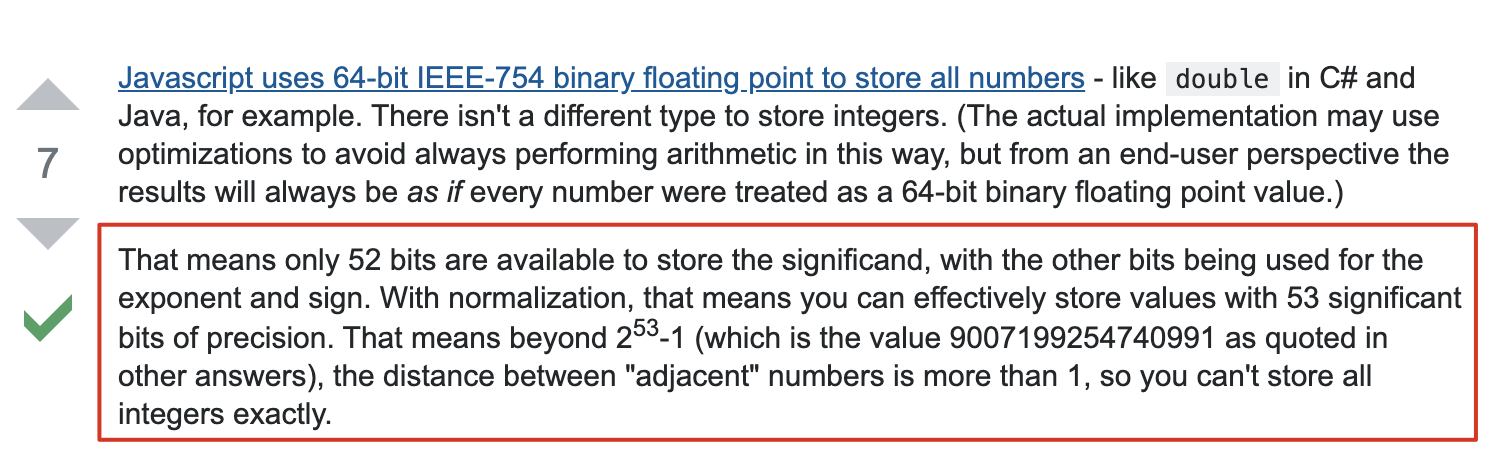 Javascript uses 64-bit IEEE-754 binary floating point to store all numbers - like double in C# and
Java, for example. There isn't a different type to store integers. (The actual implementation may use
7
optimizations to avoid always performing arithmetic in this way, but from an end-user perspective the
results will always be as if every number were treated as a 64-bit binary floating point value.)
That means only 52 bits are available to store the significand, with the other bits being used for the
exponent and sign. With normalization, that means you can effectively store values with 53 significant
bits of precision. That means beyond 2⁵³-1 (which is the value 9007199254740991 as quoted in
other answers), the distance between "adjacent" numbers is more than 1, so you can't store all
integers exactly.